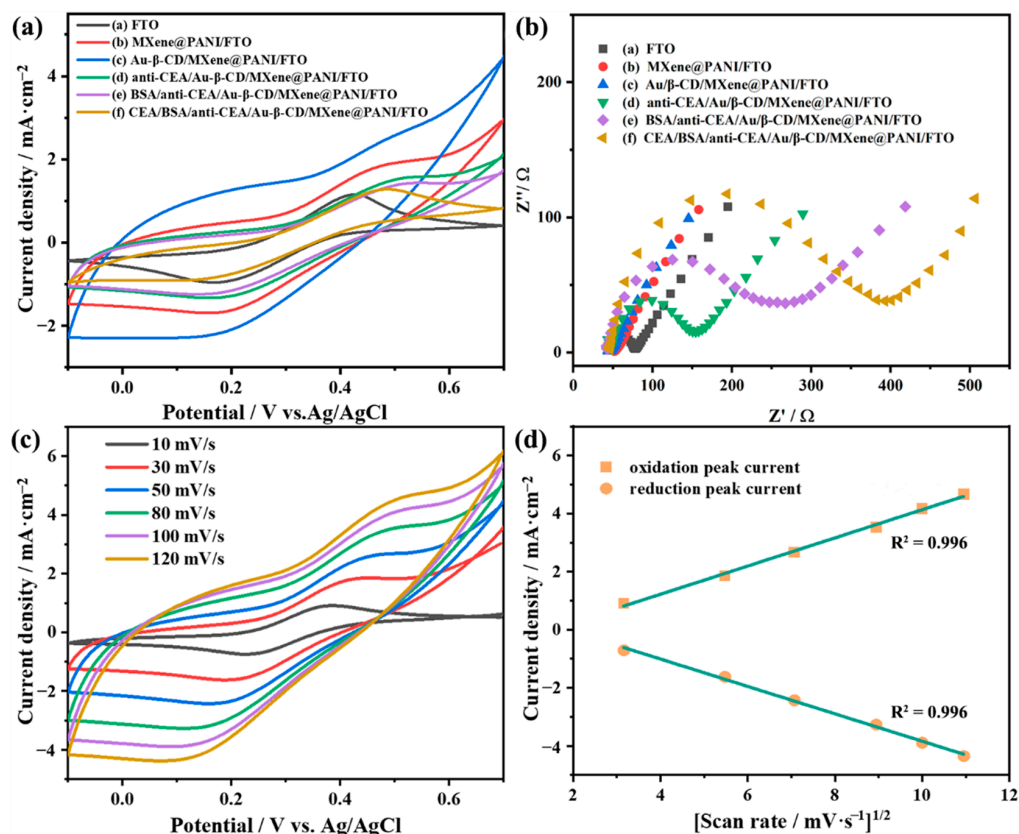 (a)
(a) FTO
(b) MXene@PANI/FTO
(c) Au-β-CD/MXene@PANI/FTO
(d) anti-CEA/Au-β-CD/MXene@PANI/FTO
(e) BSA/anti-CEA/Au-β-CD/MXene@PANI/FTO
(f) CEA/BSA/anti-CEA/Au-β-CD/MXene@PANI/FTO
4
2
0
−2
Current density / mA·cm⁻²
0.0 0.2 0.4 0.6
Potential / V vs.Ag/AgCl
(b)
(a) FTO
(b) MXene@PANI/FTO
(c) Au/β-CD/MXene@PANI/FTO
(d) anti-CEA/Au/β-CD/MXene@PANI/FTO
(e) BSA/anti-CEA/Au/β-CD/MXene@PANI/FTO
(f) CEA/BSA/anti-CEA/Au/β-CD/MXene@PANI/FTO
200
100
0
Z''/ Ω
0 100 200 300 400 500
Z' / Ω
(c)
10 mV/s
30 mV/s
50 mV/s
80 mV/s
100 mV/s
120 mV/s
6
4
2
0
−2
−4
Current density / mA·cm⁻²
0.0 0.2 0.4 0.6
Potential / V vs. Ag/AgCl
(d)
oxidation peak current
reduction peak current
R² = 0.996
R² = 0.996
6
4
2
0
−2
−4
Current density / mA·cm⁻²
2 4 6 8 10 12
[Scan rate / mV·s⁻¹]¹/²